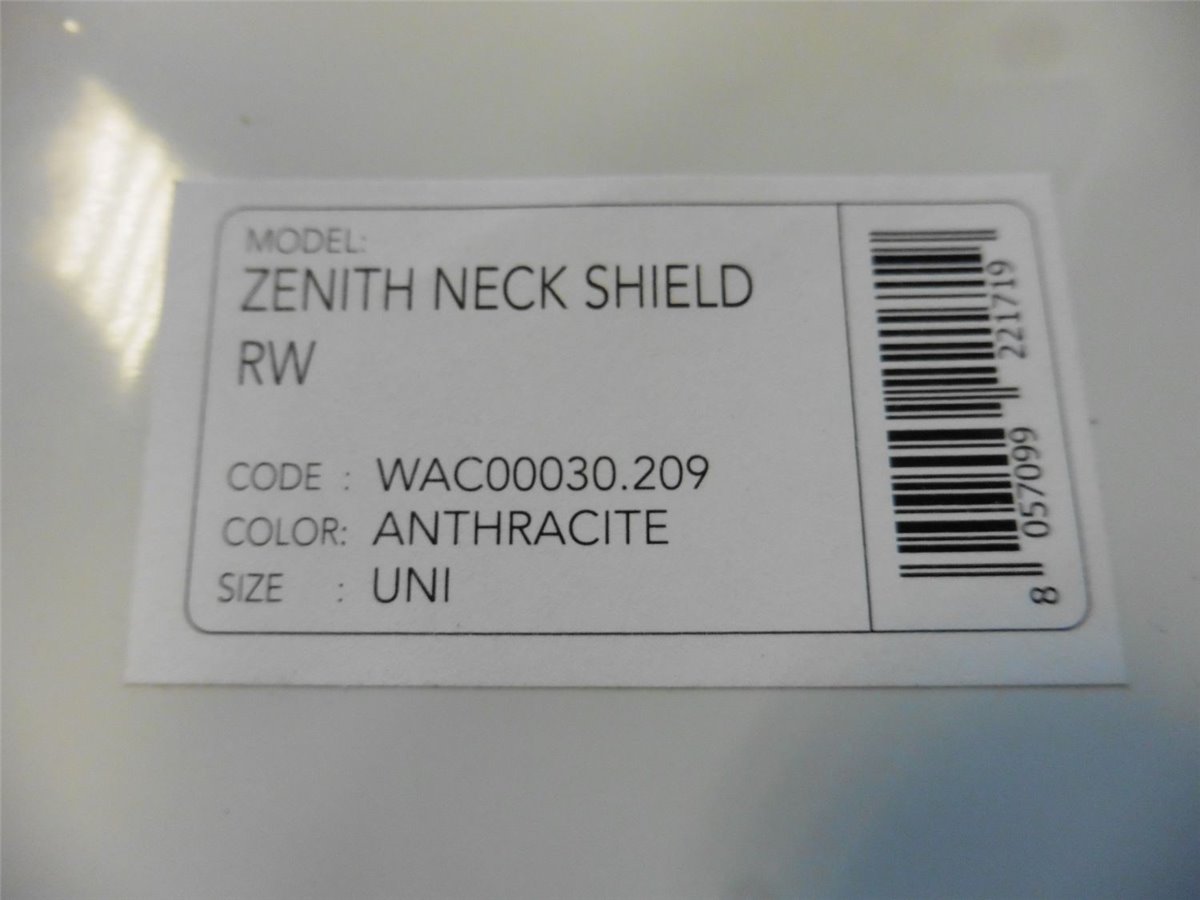 MODEL:
ZENITH NECK SHIELD
RW
CODE : WAC00030.209
COLOR: ANTHRACITE
SIZE : UNI
8 057099 221719